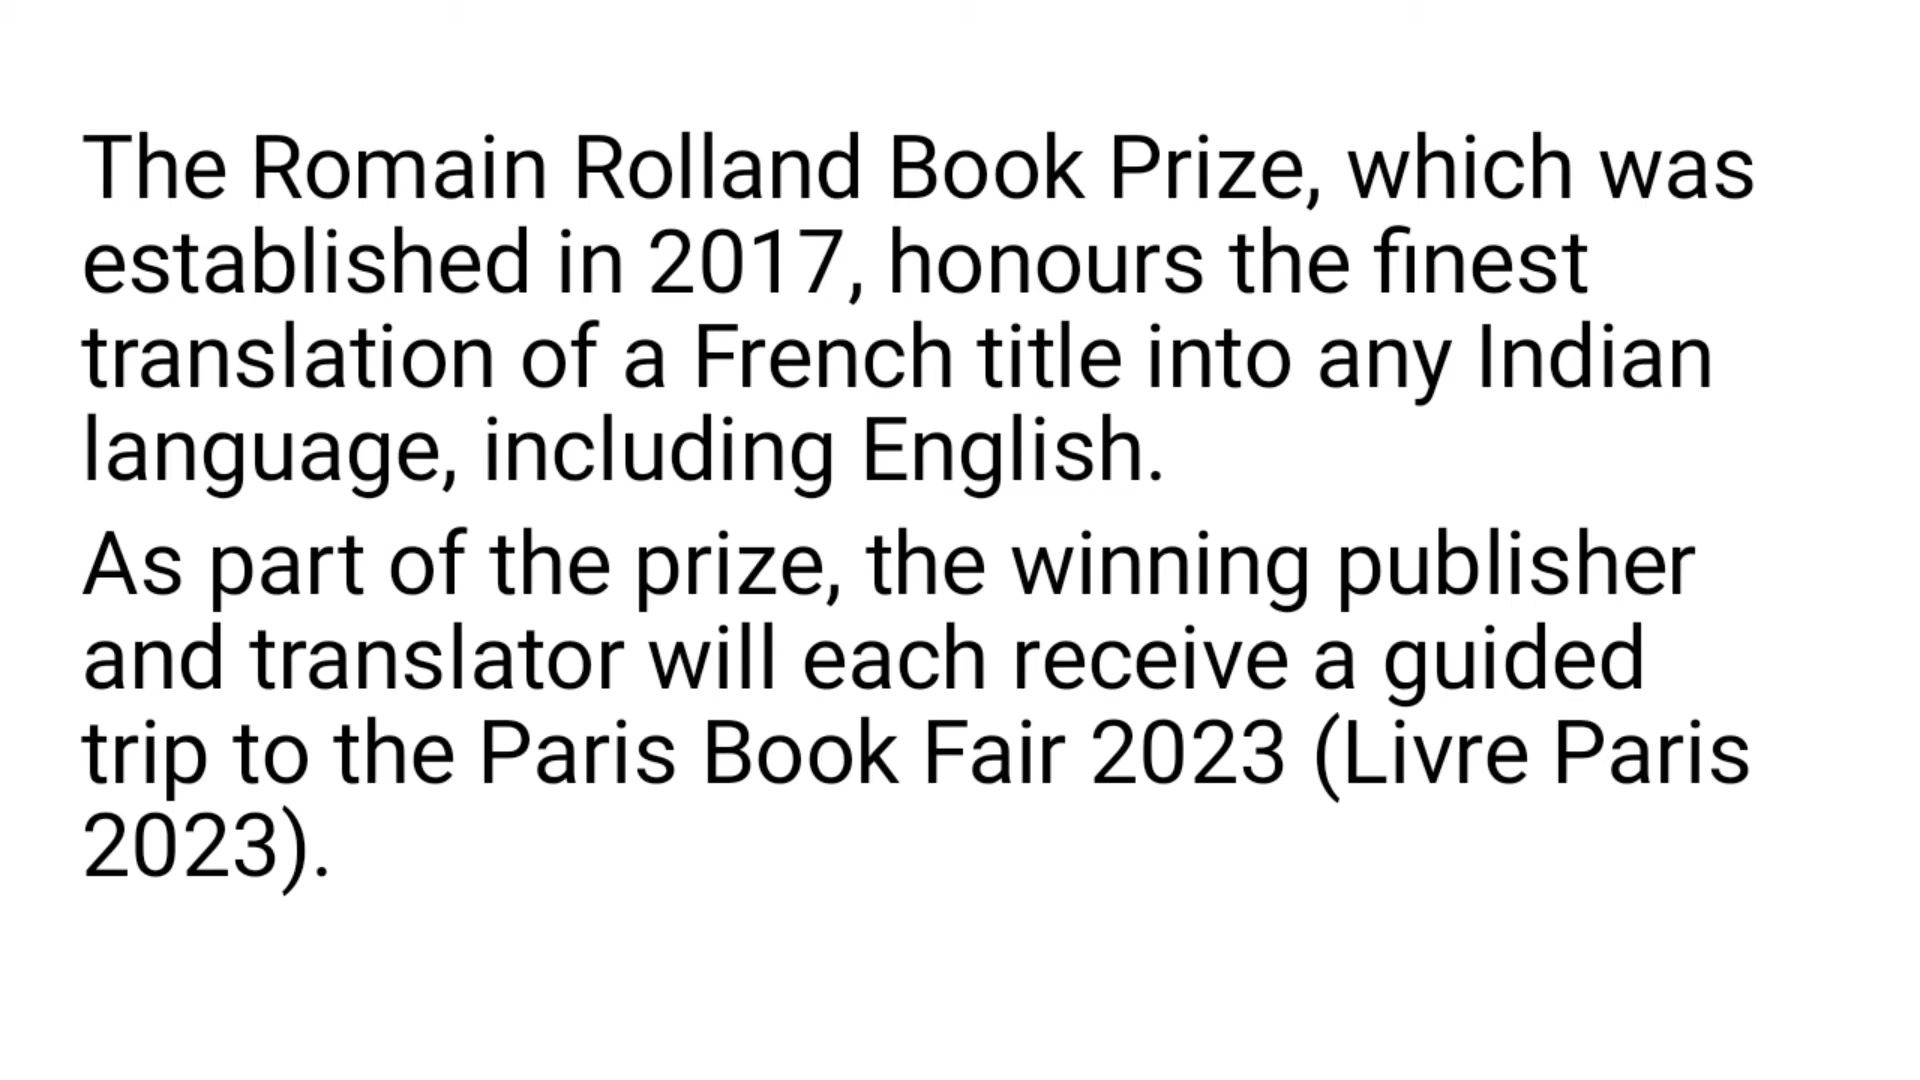 The Romain Rolland Book Prize, which was
established in 2017, honours the finest
translation of a French title into any Indian
language, including English.
As part of the prize, the winning publisher
and translator will each receive a guided
trip to the Paris Book Fair 2023 (Livre Paris
2023).